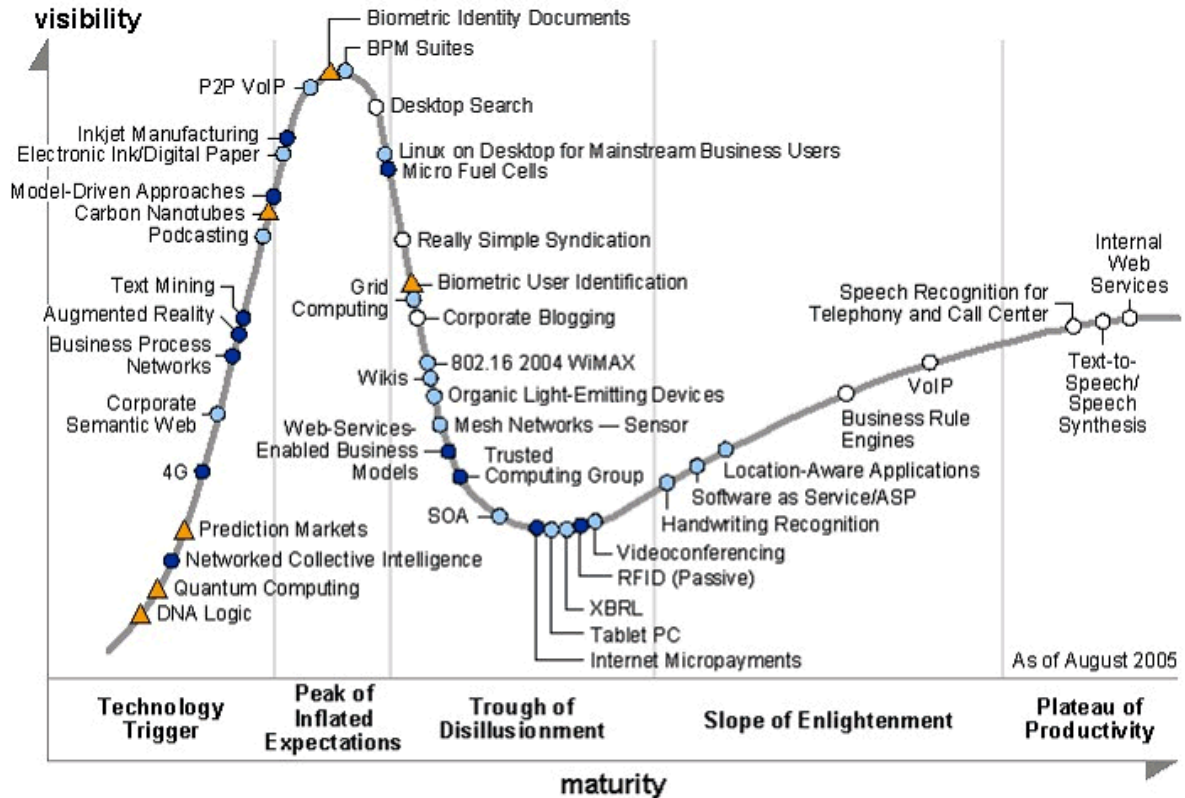 visibility
Biometric Identity Documents
BPM Suites
P2P VoIP
Desktop Search
Inkjet Manufacturing
Electronic Ink/Digital Paper
Linux on Desktop for Mainstream Business Users
Micro Fuel Cells
Model-Driven Approaches
Carbon Nanotubes
Podcasting
Really Simple Syndication
Text Mining
Augmented Reality
Business Process
Networks
Grid
Computing
Biometric User Identification
Corporate Blogging
802.16 2004 WiMAX
Wikis
Organic Light-Emitting Devices
Corporate
Semantic Web
Mesh Networks — Sensor
Web-Services-
Enabled Business
Models
Trusted
Computing Group
4G
SOA
Prediction Markets
Networked Collective Intelligence
Quantum Computing
DNA Logic
Videoconferencing
RFID (Passive)
XBRL
Tablet PC
Internet Micropayments
Handwriting Recognition
Software as Service/ASP
Location-Aware Applications
Business Rule
Engines
VoIP
Speech Recognition for
Telephony and Call Center
Internal
Web
Services
Text-to-
Speech/
Speech
Synthesis
As of August 2005
Technology
Trigger
Peak of
Inflated
Expectations
Trough of
Disillusionment
Slope of Enlightenment
Plateau of
Productivity
maturity